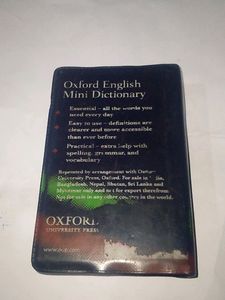 Oxford English
Mini Dictionary
Essential – all the words you
need every day
Easy to use – definitions are
clearer and more accessible
than ever before
Practical – extra help with
spelling, grammar, and
vocabulary
by arrangement with
University Press, Oxford. For sale in
Bangladesh, Nepal, Bhutan, Sri Lanka and
Myanmar only and not for export therefrom.
Not for sale in any other country in the world.
OXFORD
UNIVERSITY PRESS